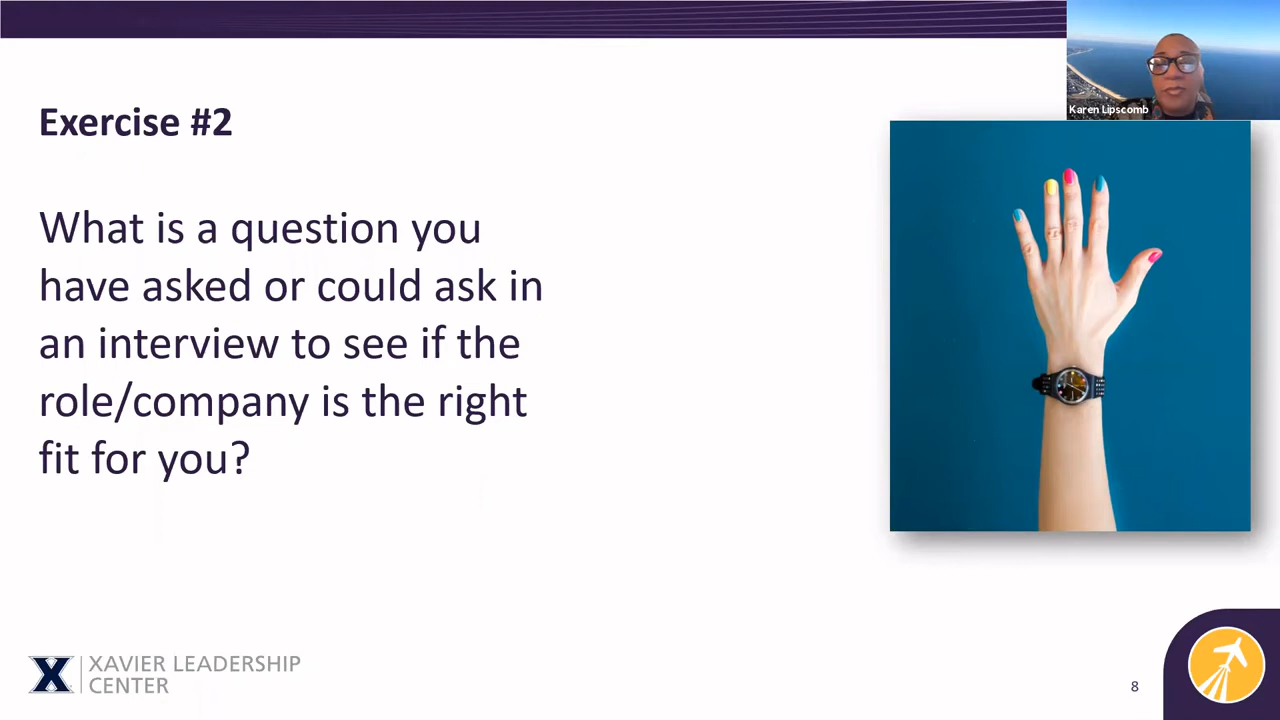 Karen Lipscomb
Exercise #2
What is a question you
have asked or could ask in
an interview to see if the
role/company is the right
fit for you?
X
XAVIER LEADERSHIP
CENTER
8